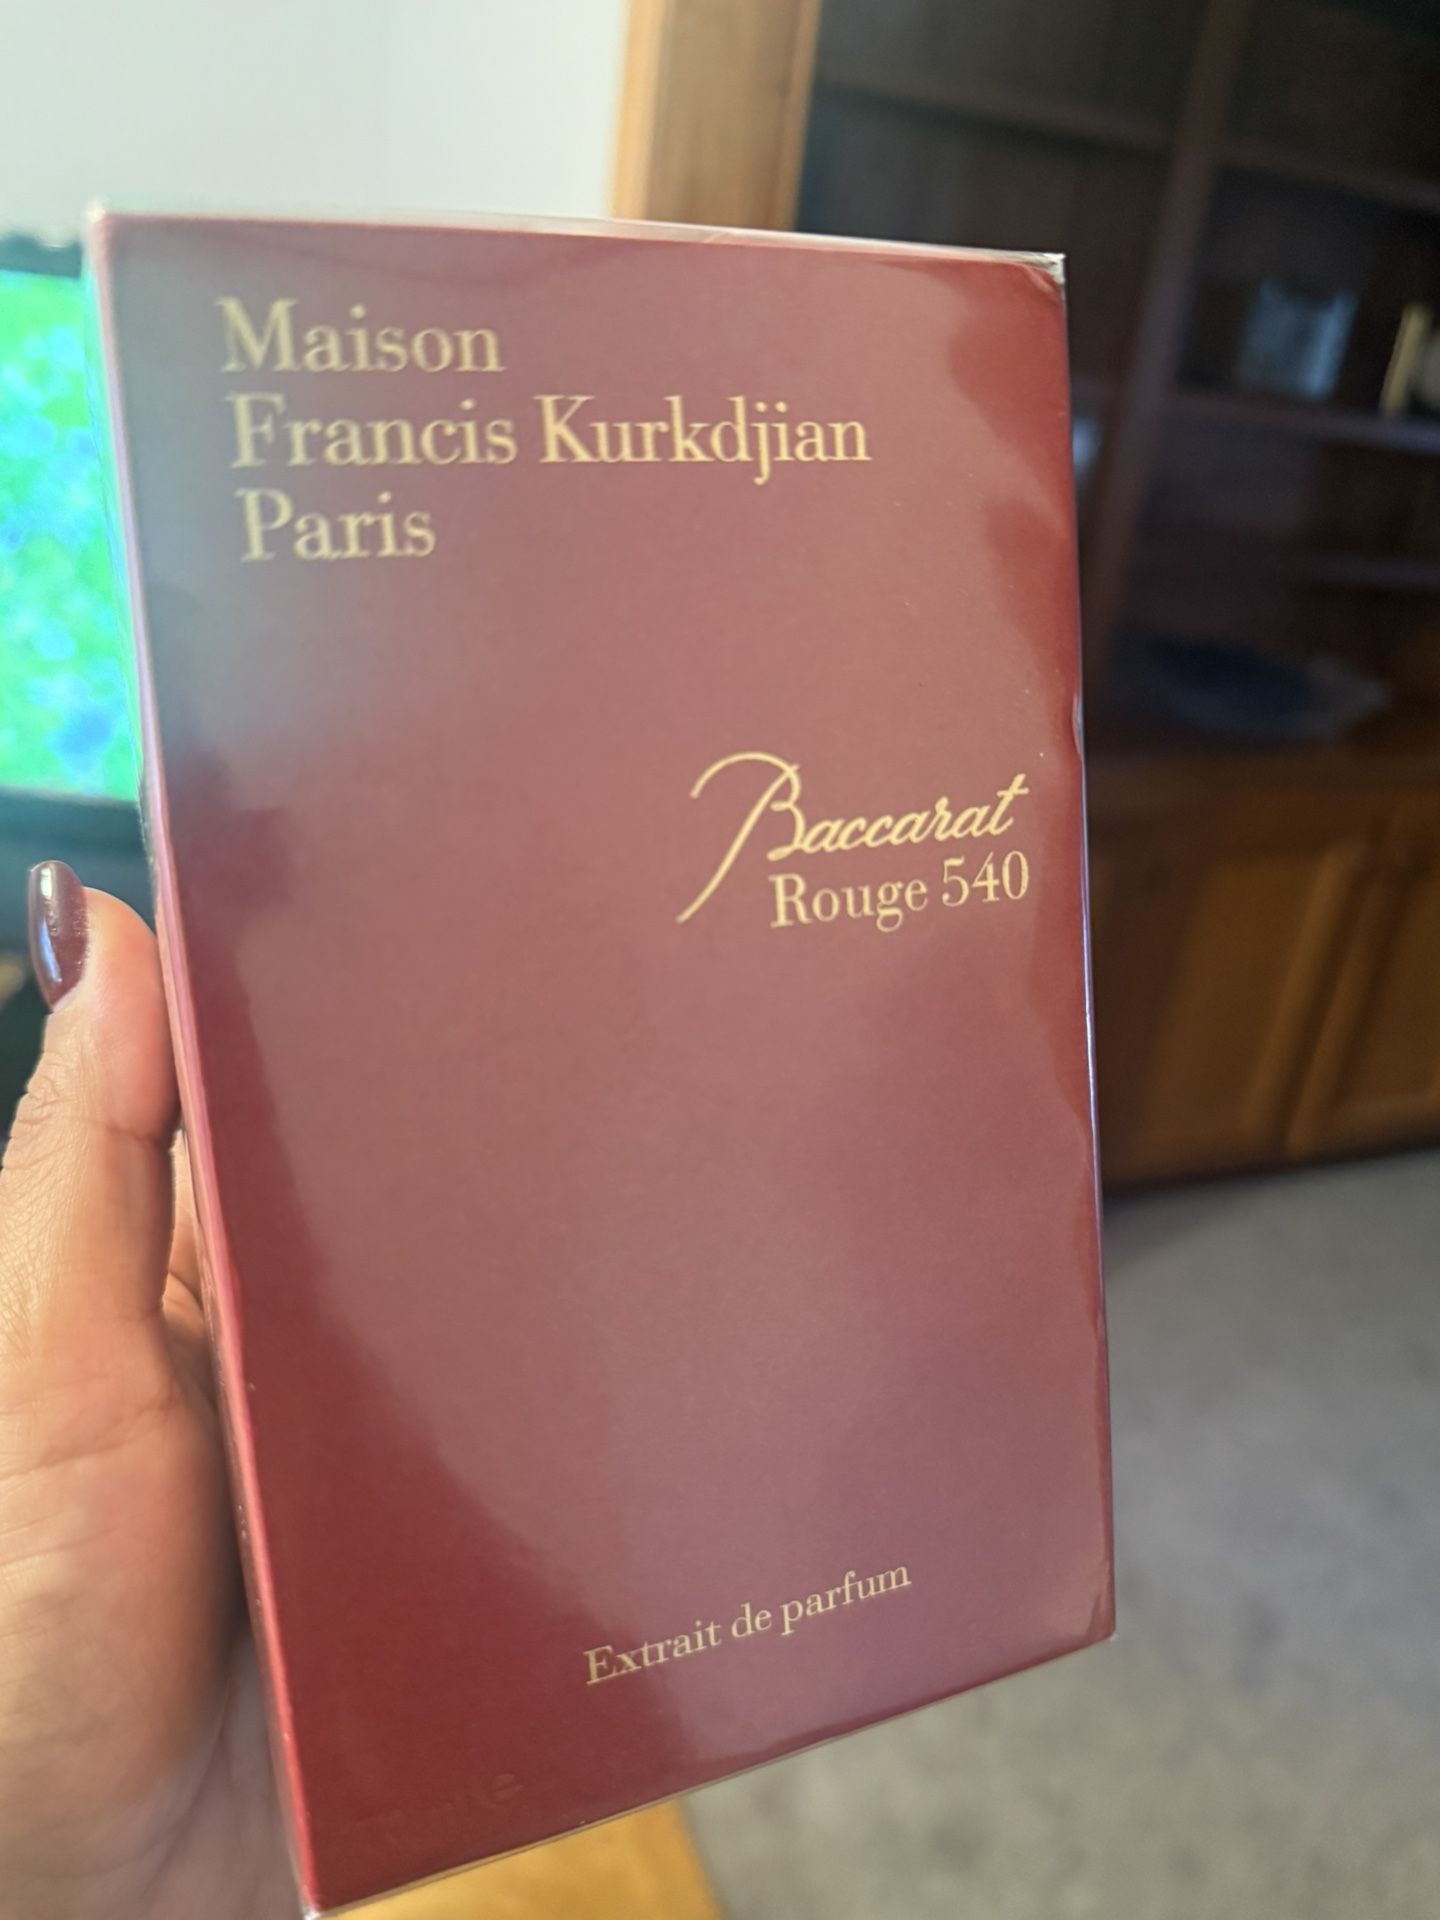 Maison
Francis Kurkdjian
Paris
Baccarat
Rouge 540
Extrait de parfum